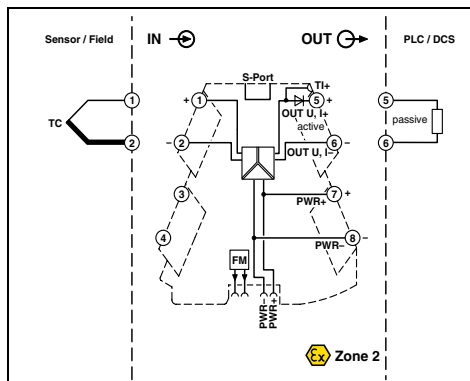 Sensor / Field
IN
OUT
PLC / DCS
S-Port
TI+
1
+ 1
5 +
5
OUT U, I+
TC
active
passive
2
– 2
6 –
6
OUT U, I–
3
7 +
PWR+
4
8 –
PWR–
FM
PWR–
PWR+
Ex Zone 2